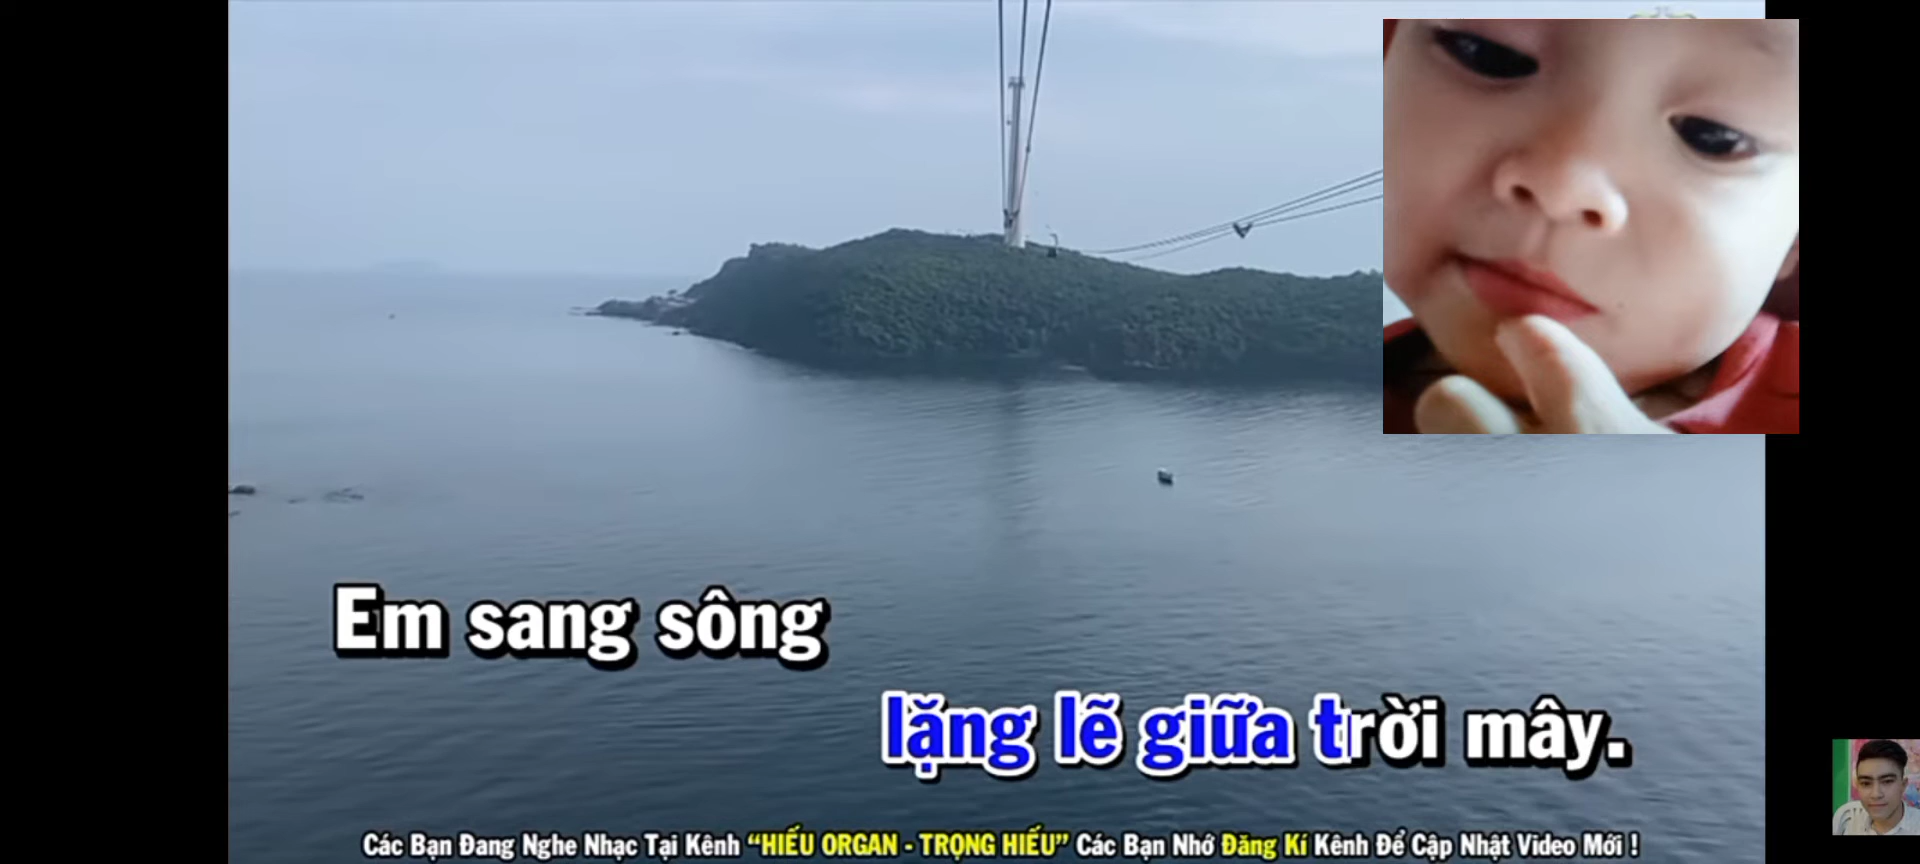 Em sang sông
lặng lẽ giữa trời mây.
Các Bạn Đang Nghe Nhạc Tại Kênh “HIẾU ORGAN - TRỌNG HIẾU” Các Bạn Nhớ Đăng Kí Kênh Để Cập Nhật Video Mới !